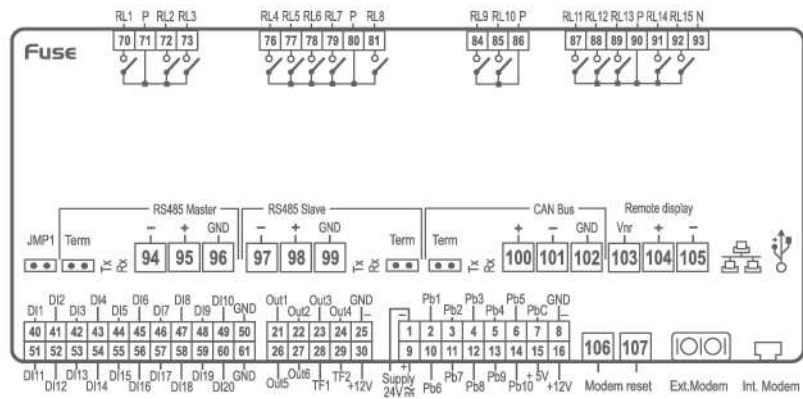 RL1 P RL2 RL3 RL4 RL5 RL6 RL7 P RL8 RL9 RL10 P RL11 RL12 RL13 P RL14 RL15 N
70 71 72 73 76 77 78 79 80 81 84 85 86 87 88 89 90 91 92 93
Fuse
RS485 Master RS485 Slave CAN Bus Remote display
JMP1 Term − + GND − + GND Term Term + − GND Vnr + −
Tx Rx 94 95 96 97 98 99 Tx Rx Tx Rx 100 101 102 103 104 105
DI2 DI4 DI6 DI8 DI10 Out1 Out3 GND Pb1 Pb3 Pb5 GND
DI1 DI3 DI5 DI7 DI9 GND Out2 Out4 − − Pb2 Pb4 PbC −
40 41 42 43 44 45 46 47 48 49 50 21 22 23 24 25 1 2 3 4 5 6 7 8
51 52 53 54 55 56 57 58 59 60 61 26 27 28 29 30 9 10 11 12 13 14 15 16 106 107
DI11 DI13 DI15 DI17 DI19 GND Out6 TF2 + Pb7 Pb9 + 5V
DI12 DI14 DI16 DI18 DI20 Out5 TF1 +12V Supply 24V Pb6 Pb8 Pb10 +12V Modem reset Ext.Modem Int. Modem